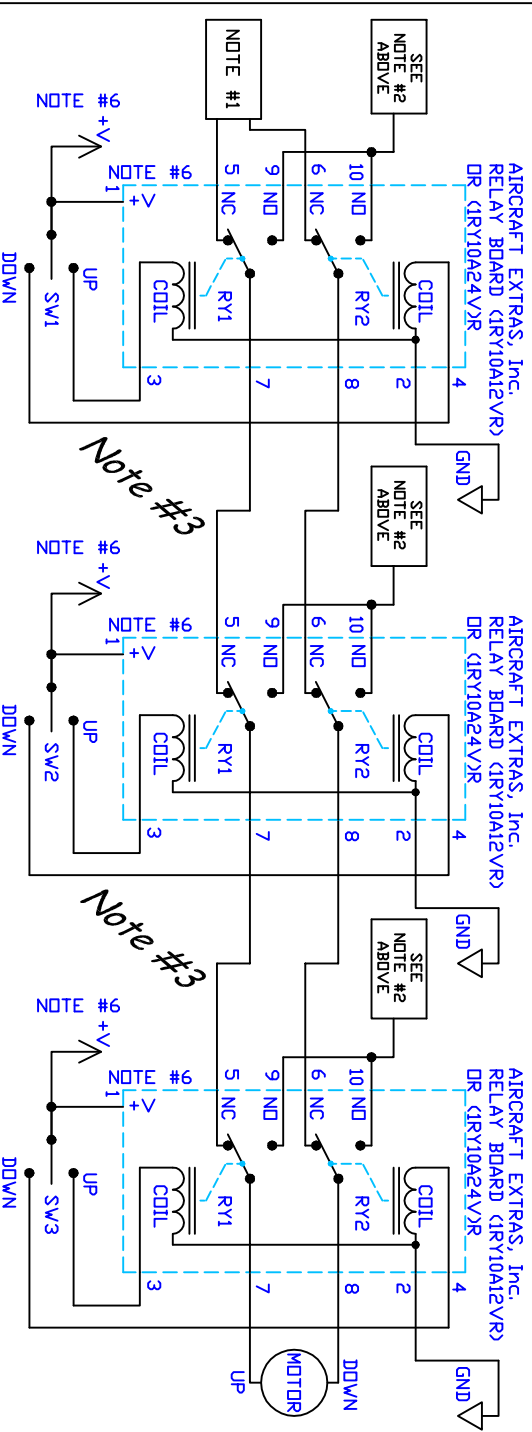 AIRCRAFT EXTRAS, Inc.
RELAY BOARD (1RY10A12VR)
OR (1RY10A24V)R
SEE
NOTE #2
ABOVE
NOTE #1
10 NO
6 NC
9 NO
5 NC
NOTE #6
1
+V
NOTE #6
+V
COIL
RY2
RY1
COIL
UP
SW1
DOWN
4
2
8
7
3
GND
Note #3
AIRCRAFT EXTRAS, Inc.
RELAY BOARD (1RY10A12VR)
OR (1RY10A24V)R
SEE
NOTE #2
ABOVE
10 NO
6 NC
9 NO
5 NC
NOTE #6
1
+V
NOTE #6
+V
COIL
RY2
RY1
COIL
UP
SW2
DOWN
4
2
8
7
3
GND
Note #3
AIRCRAFT EXTRAS, Inc.
RELAY BOARD (1RY10A12VR)
OR (1RY10A24V)R
SEE
NOTE #2
ABOVE
10 NO
6 NC
9 NO
5 NC
NOTE #6
1
+V
NOTE #6
+V
COIL
RY2
RY1
COIL
UP
SW3
DOWN
4
2
8
7
3
GND
DOWN
MOTOR
UP